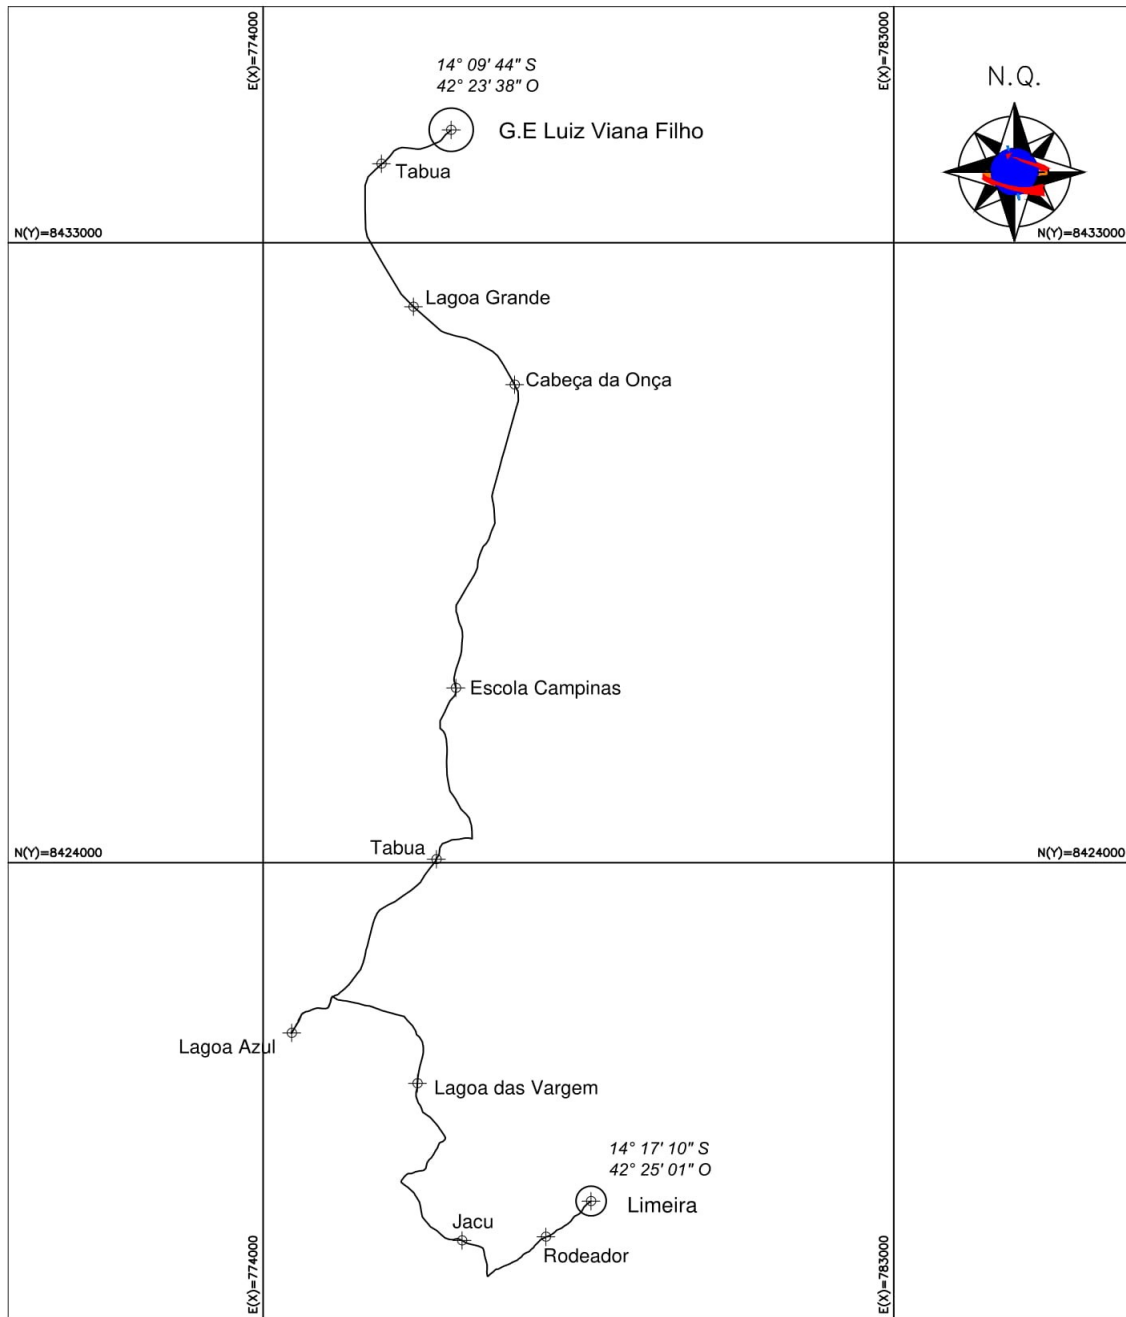 E(X)=774000
E(X)=783000
14° 09' 44" S
42° 23' 38" O
N.Q.
G.E Luiz Viana Filho
Tabua
N(Y)=8433000
N(Y)=8433000
Lagoa Grande
Cabeça da Onça
Escola Campinas
Tabua
N(Y)=8424000
N(Y)=8424000
Lagoa Azul
Lagoa das Vargem
14° 17' 10" S
42° 25' 01" O
Limeira
Jacu
Rodeador
E(X)=774000
E(X)=783000